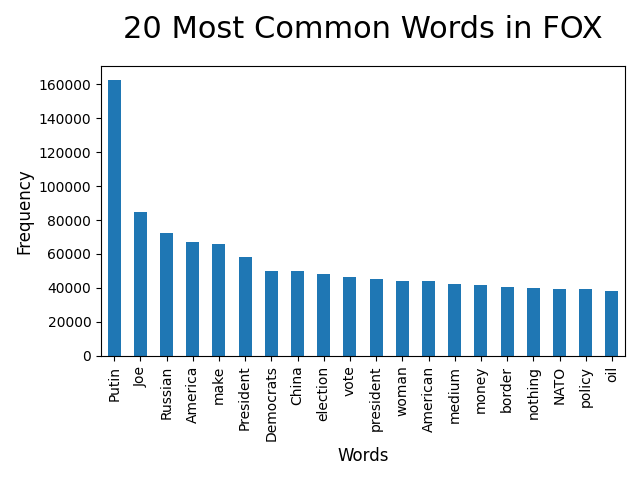 20 Most Common Words in FOX
160000
140000
120000
100000
80000
60000
40000
20000
0
Frequency
Putin
Joe
Russian
America
make
President
Democrats
China
election
vote
president
woman
American
medium
money
border
nothing
NATO
policy
oil
Words